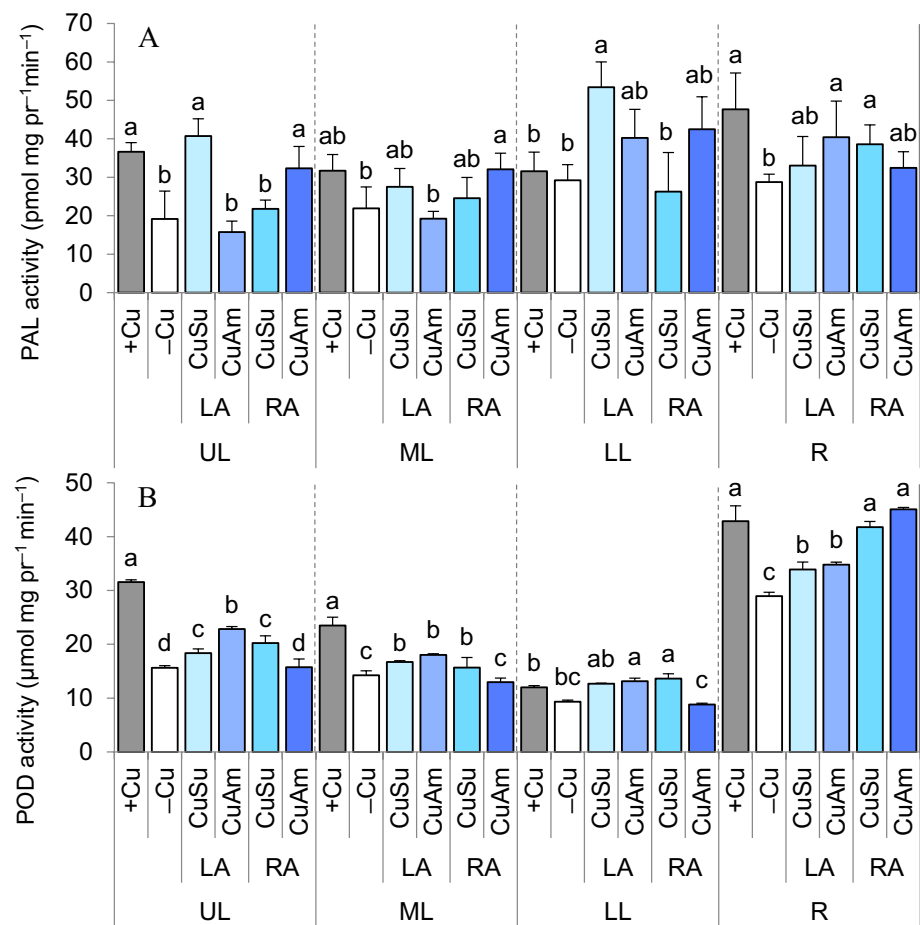 A
PAL activity (pmol mg pr⁻¹min⁻¹)
70
60
50
40
30
20
10
0
a b a b b a ab b ab b ab a b b a ab b ab a b ab a a ab
+Cu –Cu CuSu CuAm CuSu CuAm +Cu –Cu CuSu CuAm CuSu CuAm +Cu –Cu CuSu CuAm CuSu CuAm +Cu –Cu CuSu CuAm CuSu CuAm
LA RA LA RA LA RA LA RA
UL ML LL R
B
POD activity (µmol mg pr⁻¹ min⁻¹)
50
40
30
20
10
0
a d c b c d a c b b b c b bc ab a a c a c b b a a
+Cu –Cu CuSu CuAm CuSu CuAm +Cu –Cu CuSu CuAm CuSu CuAm +Cu –Cu CuSu CuAm CuSu CuAm +Cu –Cu CuSu CuAm CuSu CuAm
LA RA LA RA LA RA LA RA
UL ML LL R